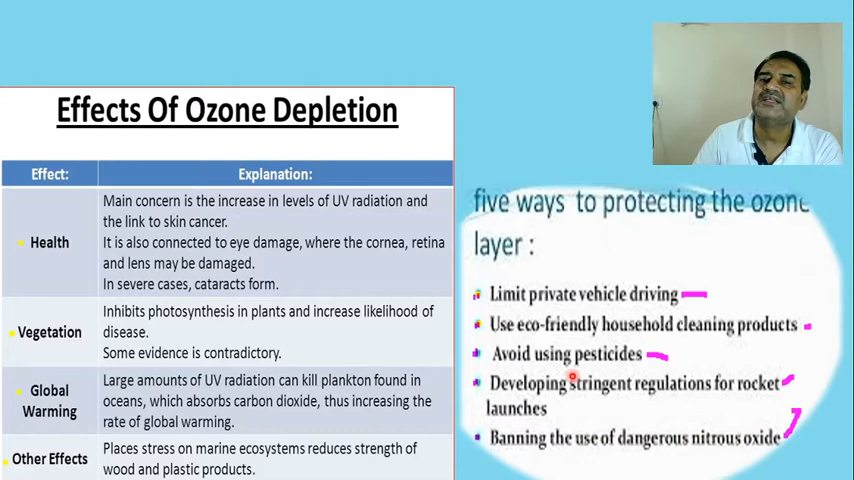 Effects Of Ozone Depletion
Effect:
Explanation:
Health
Main concern is the increase in levels of UV radiation and
the link to skin cancer.
It is also connected to eye damage, where the cornea, retina
and lens may be damaged.
In severe cases, cataracts form.
Vegetation
Inhibits photosynthesis in plants and increase likelihood of
disease.
Some evidence is contradictory.
Global
Warming
Large amounts of UV radiation can kill plankton found in
oceans, which absorbs carbon dioxide, thus increasing the
rate of global warming.
Other Effects
Places stress on marine ecosystems reduces strength of
wood and plastic products.
five ways to protecting the ozone
layer :
Limit private vehicle driving
Use eco-friendly household cleaning products
Avoid using pesticides
Developing stringent regulations for rocket
launches
Banning the use of dangerous nitrous oxide